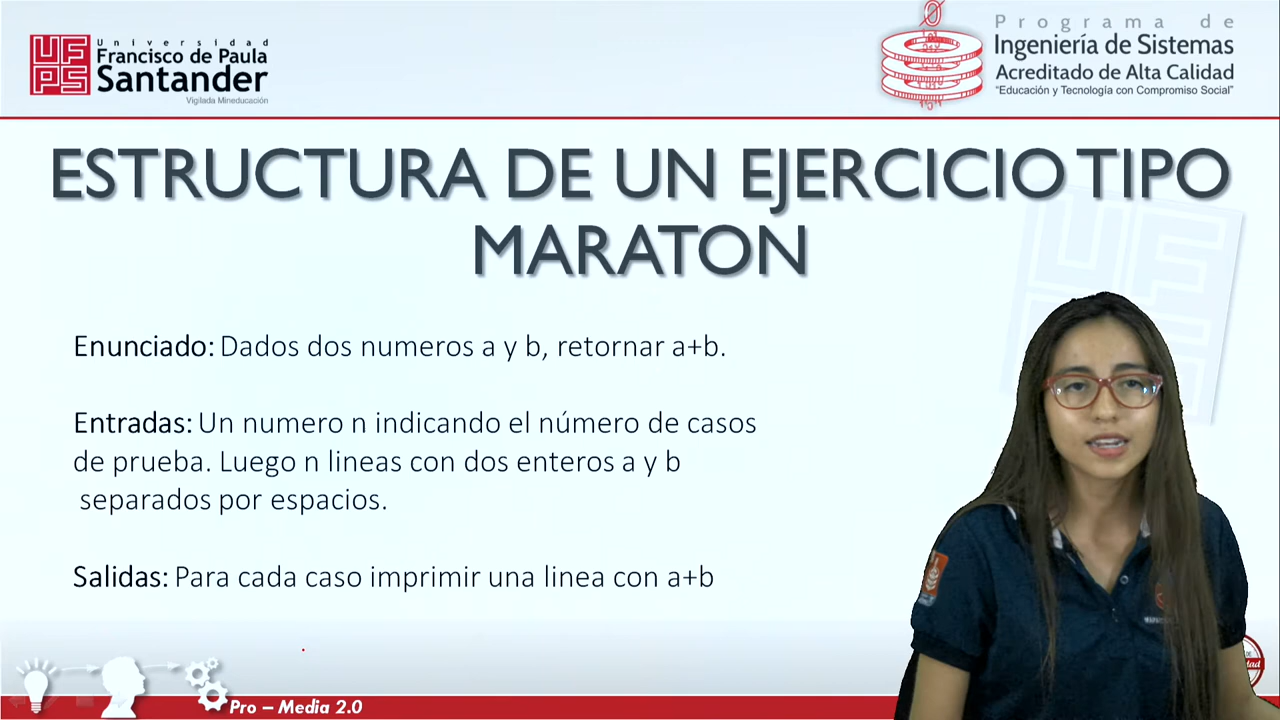 Universidad
Francisco de Paula
Santander
Vigilada Mineducación
UFPS
Programa de
Ingeniería de Sistemas
Acreditado de Alta Calidad
"Educación y Tecnología con Compromiso Social"
ESTRUCTURA DE UN EJERCICIO TIPO
MARATON
Enunciado: Dados dos numeros a y b, retornar a+b.
Entradas: Un numero n indicando el número de casos
de prueba. Luego n lineas con dos enteros a y b
separados por espacios.
Salidas: Para cada caso imprimir una linea con a+b
Pro – Media 2.0